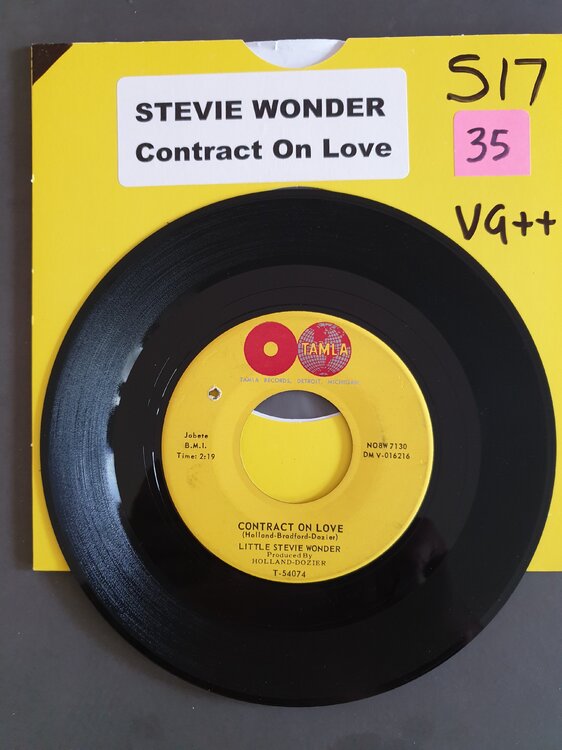 STEVIE WONDER
Contract On Love
S17
35
VG++
TAMLA
TAMLA RECORDS, DETROIT, MICHIGAN
Jobete
B.M.I.
Time: 2:19
NO8W 7130
DM V-016216
CONTRACT ON LOVE
(Holland-Bradford-Dozier)
LITTLE STEVIE WONDER
Produced By
HOLLAND-DOZIER
T-54074